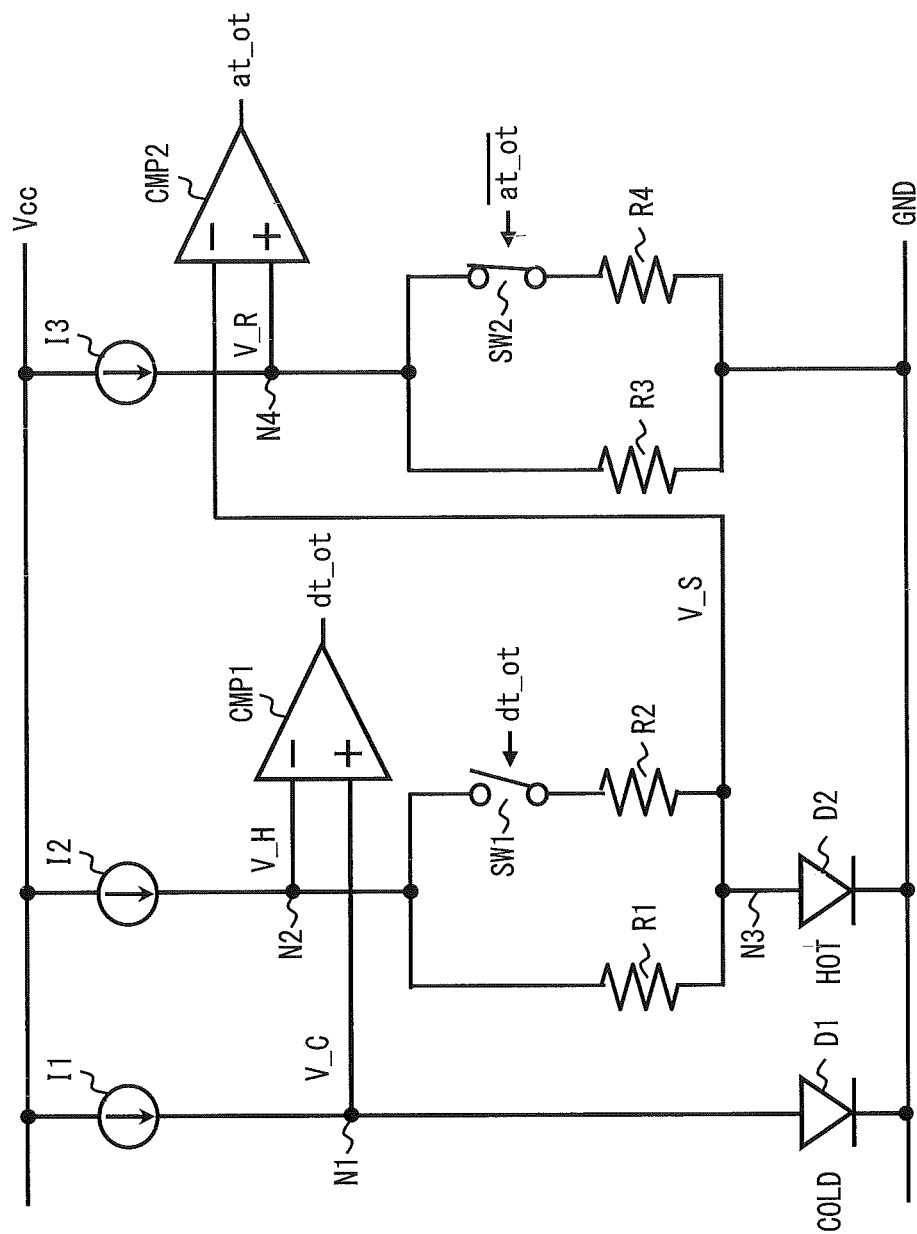 Vcc
I1
I2
I3
CMP1
CMP2
−
+
−
+
dt_ot
at_ot
V_C
V_H
V_R
N1
N2
N4
SW1
dt_ot
SW2
at_ot
R1
R2
R3
R4
V_S
N3
COLD
D1
HOT
D2
GND